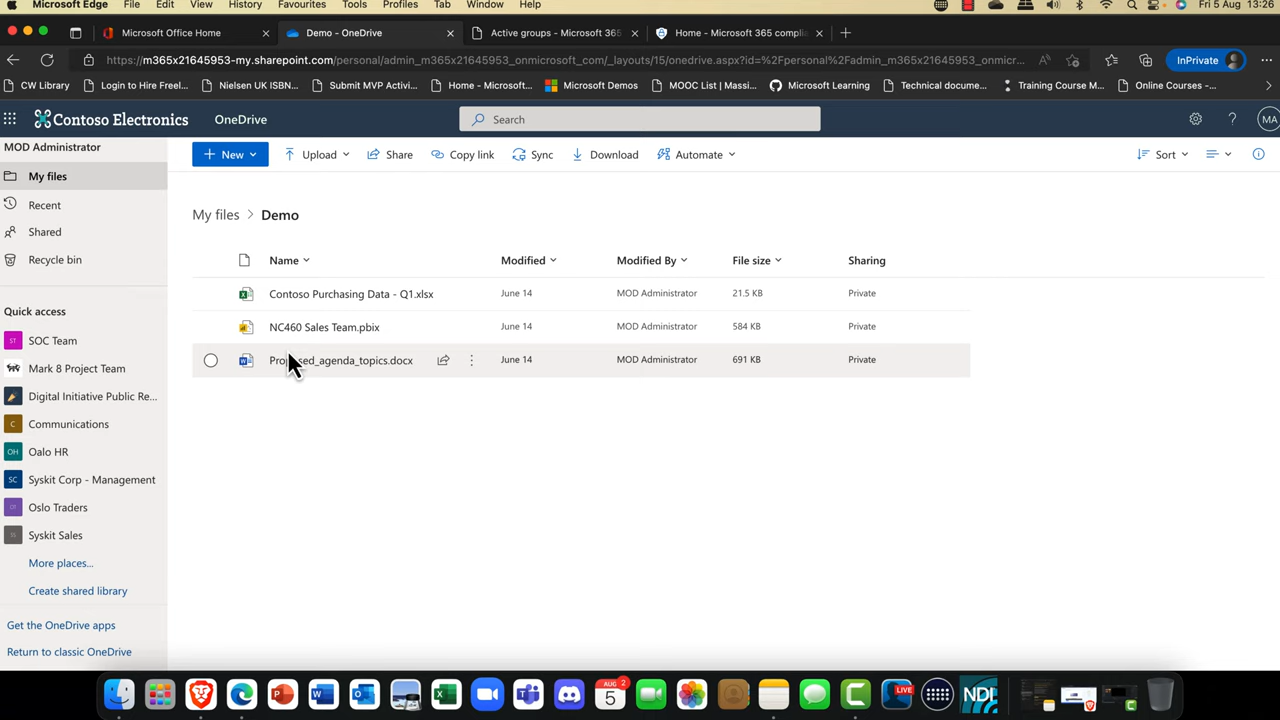 Microsoft Edge File Edit View History Favourites Tools Profiles Tab Window Help Fri 5 Aug 13:26
Microsoft Office Home
Demo - OneDrive
Active groups - Microsoft 365
Home - Microsoft 365 compli
https://m365x21645953-my.sharepoint.com/personal/admin_m365x21645953_onmicrosoft_com/_layouts/15/onedrive.aspx?id=%2Fpersonal%2Fadmin_m365x21645953_onmicr...
InPrivate
CW Library Login to Hire Freel... Nielsen UK ISBN... Submit MVP Activi... Home - Microsoft... Microsoft Demos MOOC List | Massi... Microsoft Learning Technical docume... Training Course M... Online Courses -...
Contoso Electronics OneDrive Search MA
MOD Administrator
My files
Recent
Shared
Recycle bin
Quick access
ST SOC Team
Mark 8 Project Team
Digital Initiative Public Re...
C Communications
OH Oalo HR
SC Syskit Corp - Management
Oslo Traders
Syskit Sales
More places...
Create shared library
Get the OneDrive apps
Return to classic OneDrive
New Upload Share Copy link Sync Download Automate Sort
My files > Demo
Name Modified Modified By File size Sharing
Contoso Purchasing Data - Q1.xlsx June 14 MOD Administrator 21.5 KB Private
NC460 Sales Team.pbix June 14 MOD Administrator 584 KB Private
Proposed_agenda_topics.docx June 14 MOD Administrator 691 KB Private
AUG 2
5
LIVE
NDI